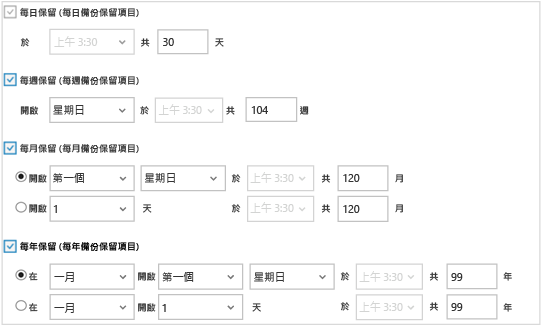 每日保留 (每日備份保留項目)
於 上午 3:30 共 30 天
每週保留 (每週備份保留項目)
開啟 星期日 於 上午 3:30 共 104 週
每月保留 (每月備份保留項目)
開啟 第一個 星期日 於 上午 3:30 共 120 月
開啟 1 天 於 上午 3:30 共 120 月
每年保留 (每年備份保留項目)
在 一月 開啟 第一個 星期日 於 上午 3:30 共 99 年
在 一月 開啟 1 天 於 上午 3:30 共 99 年